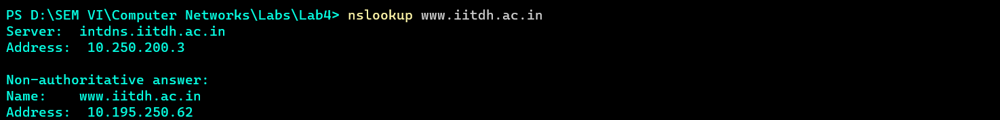 PS D:\SEM VI\Computer Networks\Labs\Lab4> nslookup www.iitdh.ac.in
Server:  intdns.iitdh.ac.in
Address:  10.250.200.3

Non-authoritative answer:
Name:    www.iitdh.ac.in
Address:  10.195.250.62